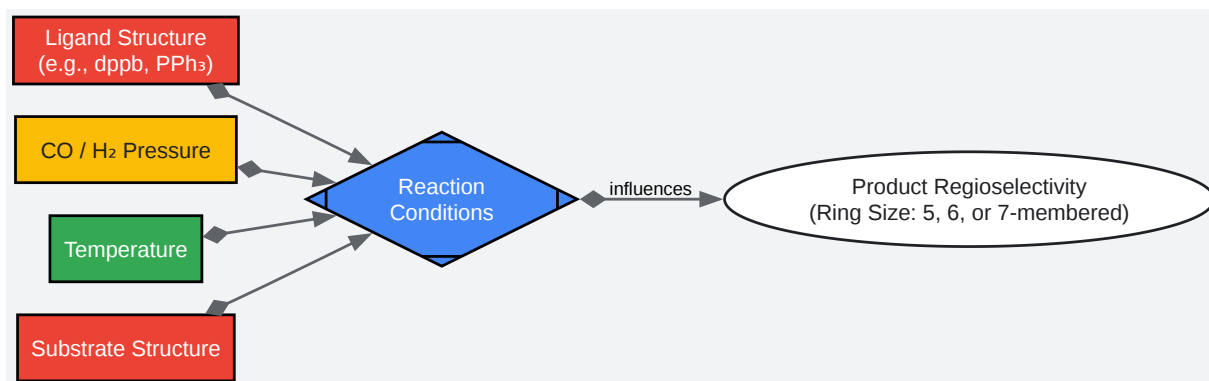 Ligand Structure
(e.g., dppb, PPh₃)
CO / H₂ Pressure
Temperature
Substrate Structure
Reaction
Conditions
influences
Product Regioselectivity
(Ring Size: 5, 6, or 7-membered)